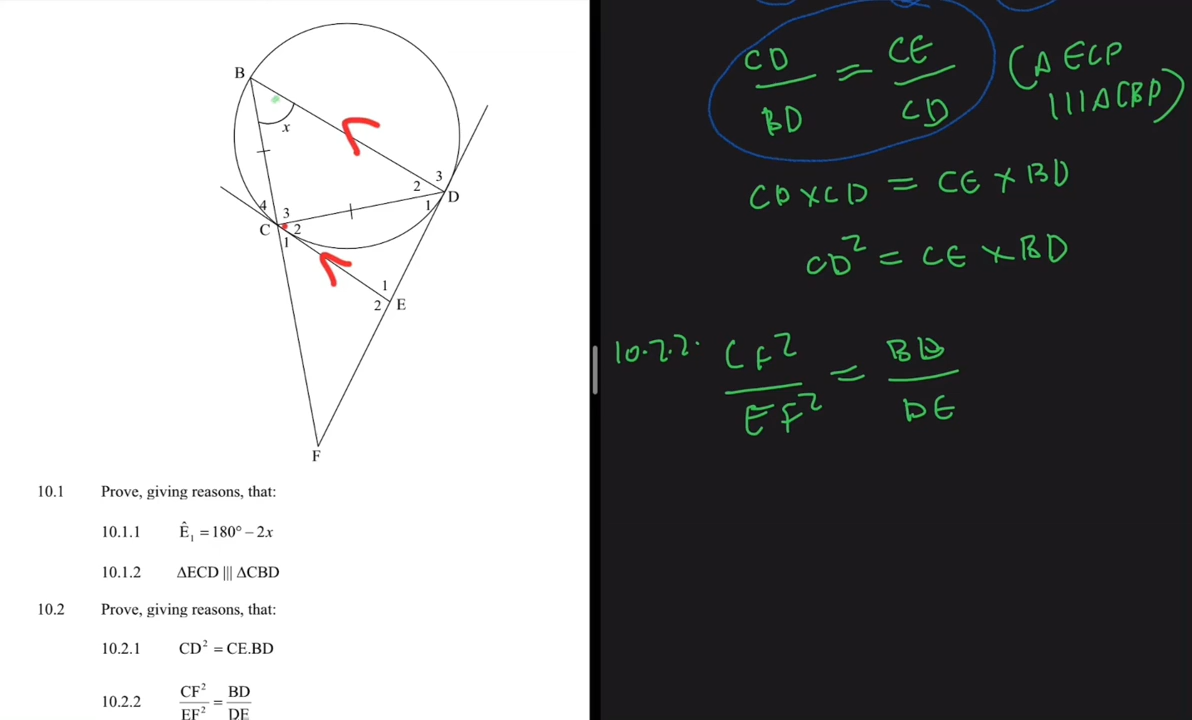 B
x
3
2
D
1
4
3
C
2
1
1
2
E
F
10.1 Prove, giving reasons, that:
10.1.1 Ê₁ = 180° – 2x
10.1.2 ΔECD ||| ΔCBD
10.2 Prove, giving reasons, that:
10.2.1 CD² = CE.BD
10.2.2 CF²/EF² = BD/DE
CD/BD = CE/CD (Δ ECD
||| Δ CBD)
CD × CD = CE × BD
CD² = CE × BD
10.2.2. CF²/EF² = BD/DE